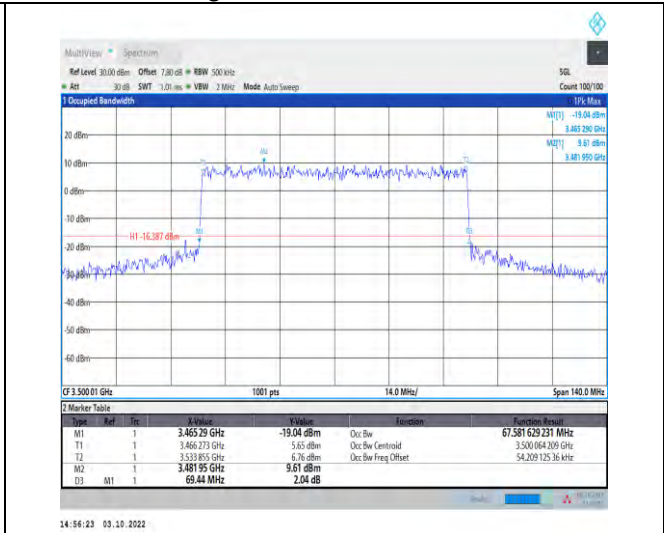 MultiView Spectrum
Ref Level 30.00 dBm Offset 7.80 dB RBW 500 kHz SGL
Att 30 dB SWT 1.01 ms VBW 2 MHz Mode Auto Sweep Count 100/100
1 Occupied Bandwidth 1Pk Max
M1[1] -19.04 dBm
3.465 290 GHz
M2[1] 9.61 dBm
3.481 950 GHz
20 dBm
M2
10 dBm
0 dBm
-10 dBm
H1 -16.387 dBm
-20 dBm
-30 dBm
-40 dBm
-50 dBm
-60 dBm
CF 3.500 01 GHz 1001 pts 14.0 MHz/ Span 140.0 MHz
2 Marker Table
Type Ref Trc X-Value Y-Value Function Function Result
M1 1 3.465 29 GHz -19.04 dBm Occ Bw 67.581 629 231 MHz
T1 1 3.466 273 GHz 5.65 dBm Occ Bw Centroid 3.500 064 209 GHz
T2 1 3.533 855 GHz 6.76 dBm Occ Bw Freq Offset 54.209 125 36 kHz
M2 1 3.481 95 GHz 9.61 dBm
D3 M1 1 69.44 MHz 2.04 dB
14:56:23 03.10.2022